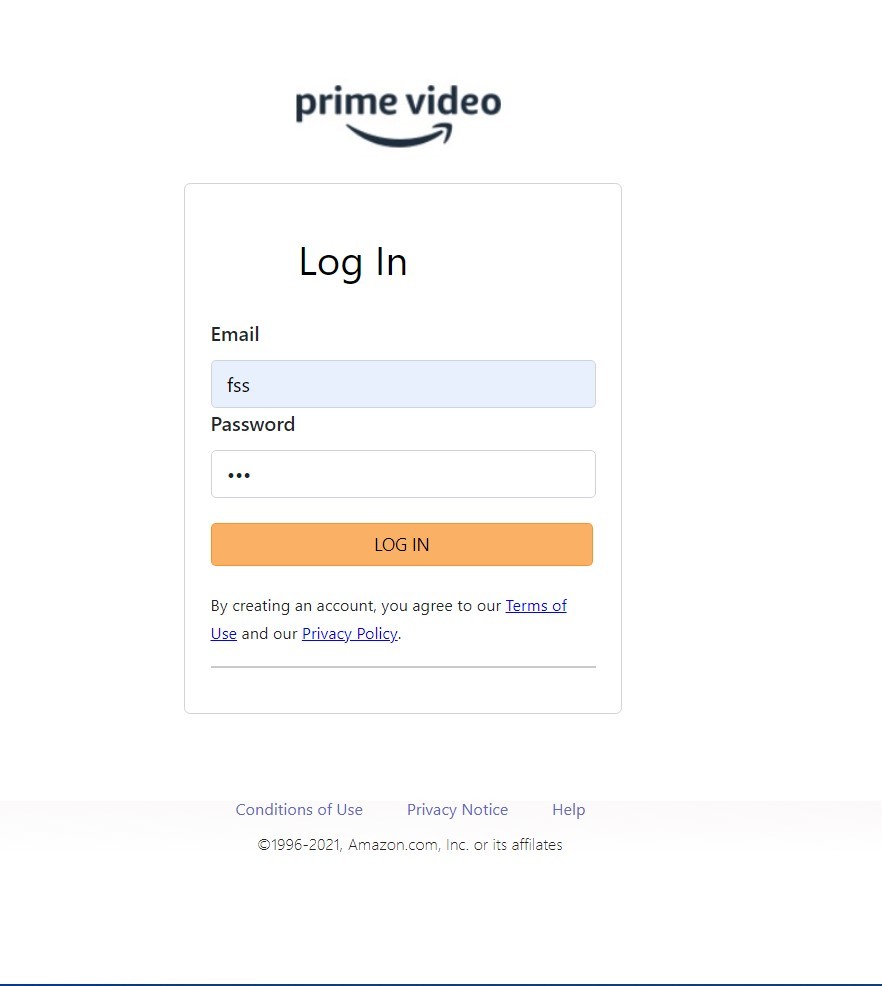 prime video
Log In
Email
fss
Password
•••
LOG IN
By creating an account, you agree to our Terms of
Use and our Privacy Policy.
Conditions of Use Privacy Notice Help
©1996-2021, Amazon.com, Inc. or its affilates